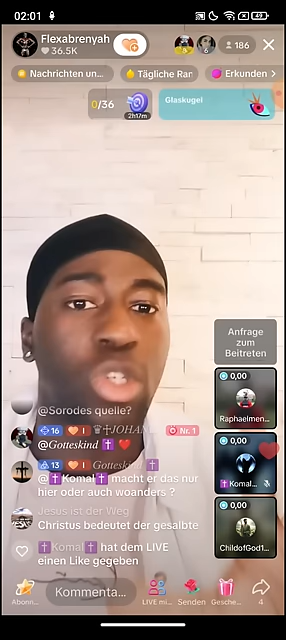 02:01
49
Flexabrenyah
36.5K
6
186
Nachrichten un...
Tägliche Ran
Erkunden
0/36
2h17m
Glaskugel
Anfrage
zum
Beitreten
@Sorodes quelle?
0,00
Raphaelmen...
16 I JOHAN Nr. 1
@Gotteskind
0,00
Komal...
13 I Gotteskind
@Komal macht er das nur
hier oder auch woanders ?
Jesus ist der Weg
Christus bedeutet der gesalbte
0,00
ChildofGod1...
Komal hat dem LIVE
einen Like gegeben
Abonn...
Kommenta...
LIVE mi...
Senden
Gesche...
4